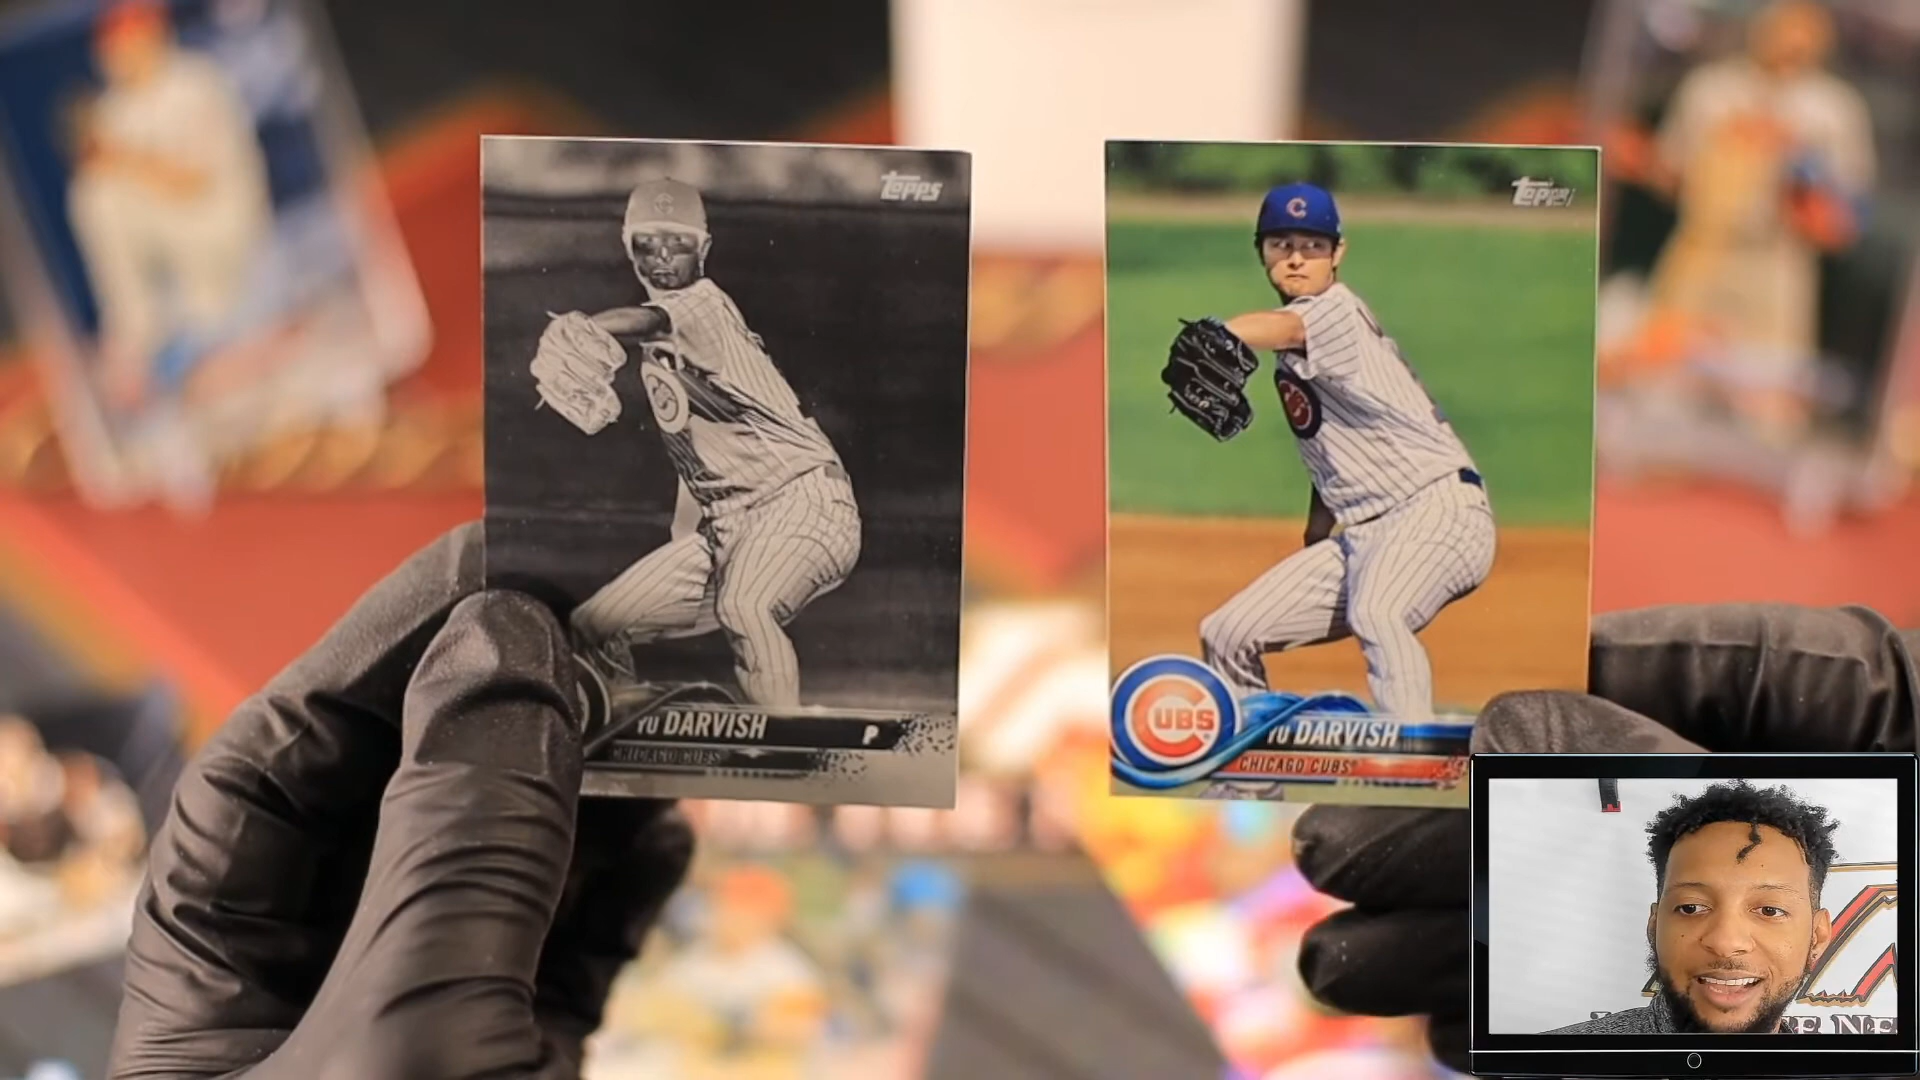 Topps
YU DARVISH
P
CHICAGO CUBS
Topps
CUBS
YU DARVISH
CHICAGO CUBS